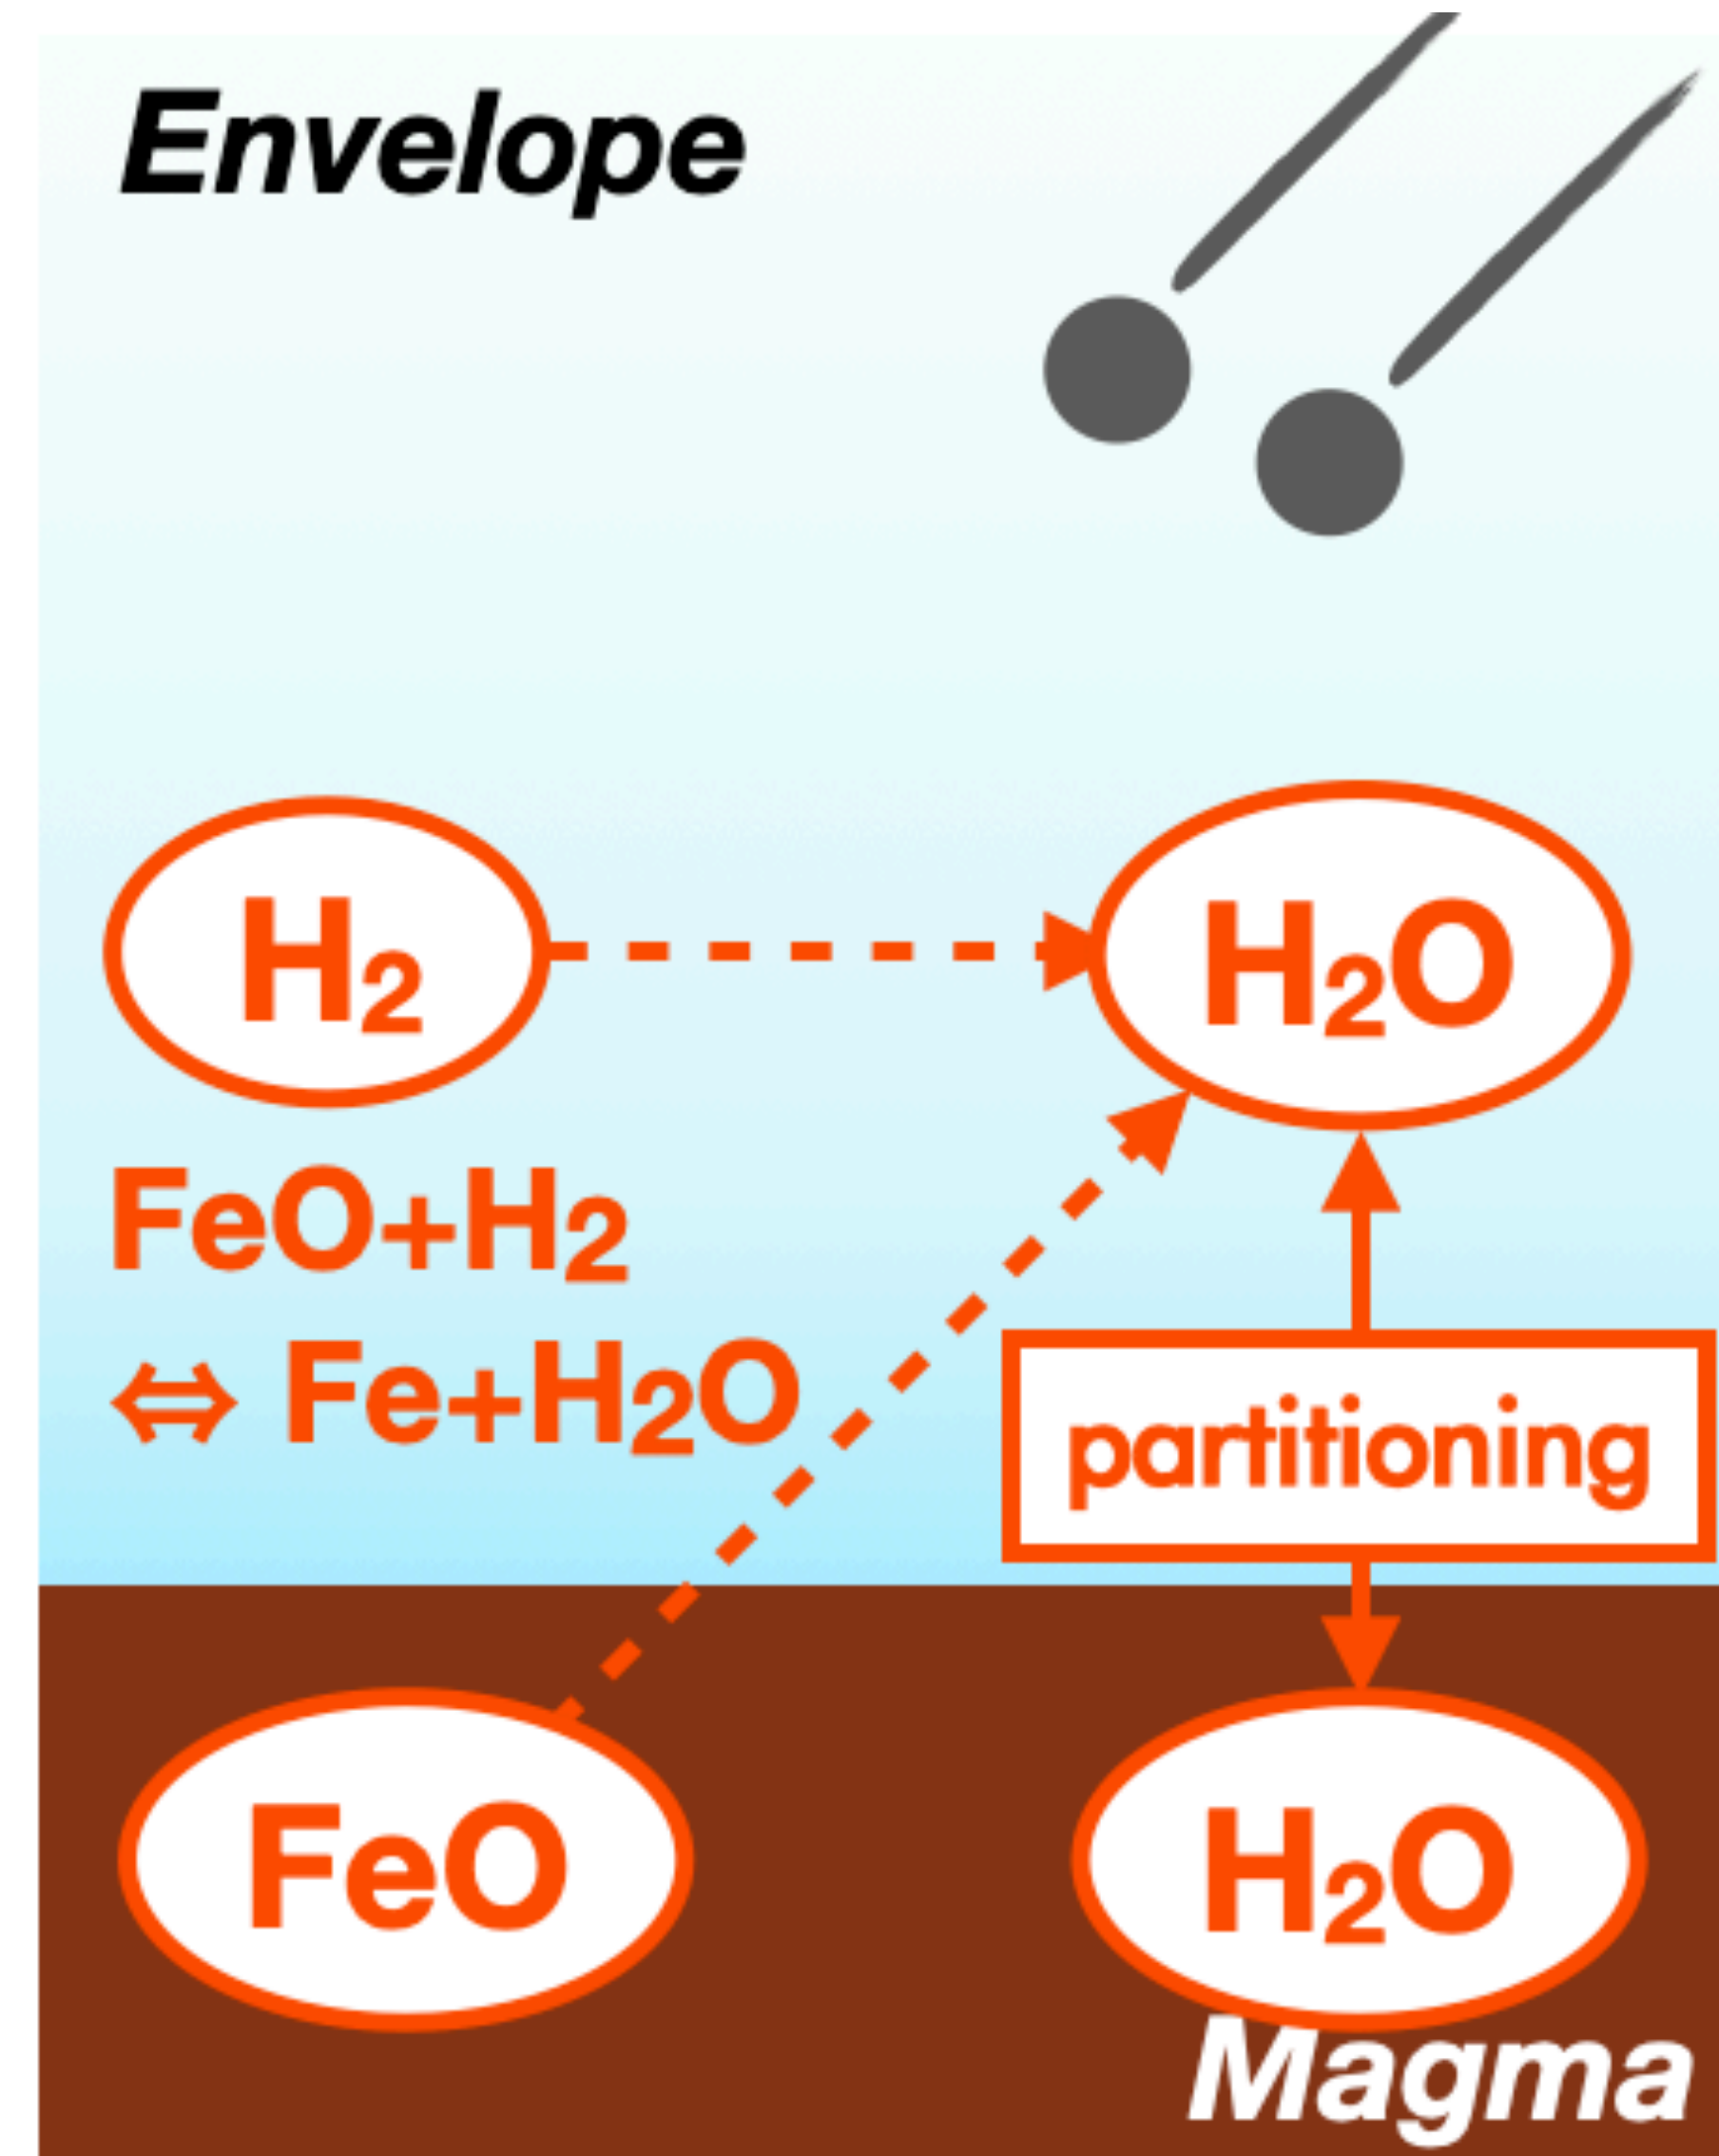 Envelope
H2
H2O
FeO+H2
⇔ Fe+H2O
partitioning
FeO
H2O
Magma